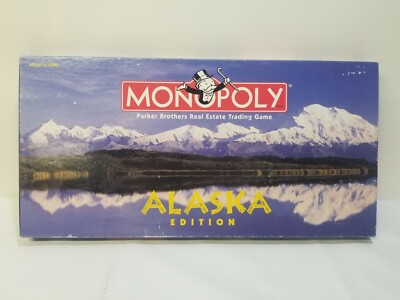 MONOPOLY®
Parker Brothers Real Estate Trading Game
ALASKA
EDITION